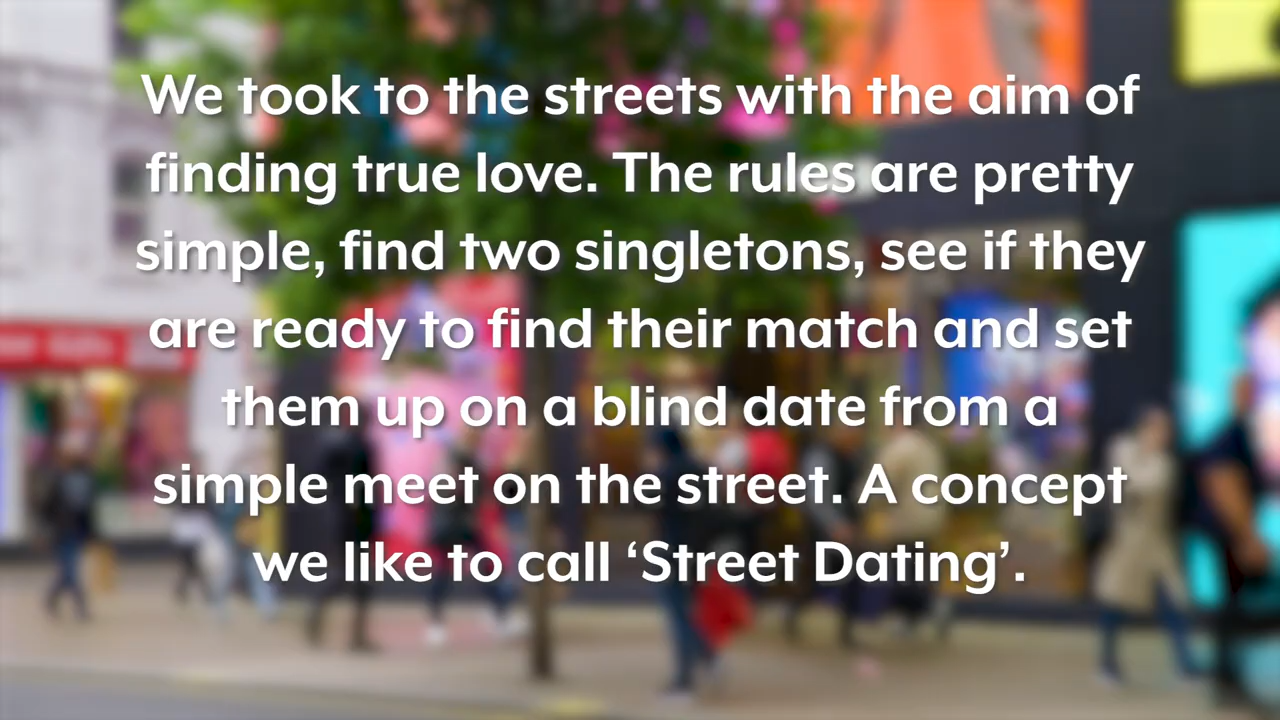 We took to the streets with the aim of
finding true love. The rules are pretty
simple, find two singletons, see if they
are ready to find their match and set
them up on a blind date from a
simple meet on the street. A concept
we like to call ‘Street Dating’.